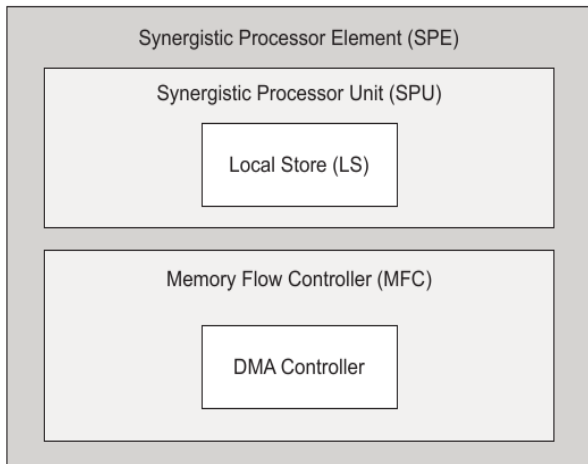 Synergistic Processor Element (SPE)
Synergistic Processor Unit (SPU)
Local Store (LS)
Memory Flow Controller (MFC)
DMA Controller